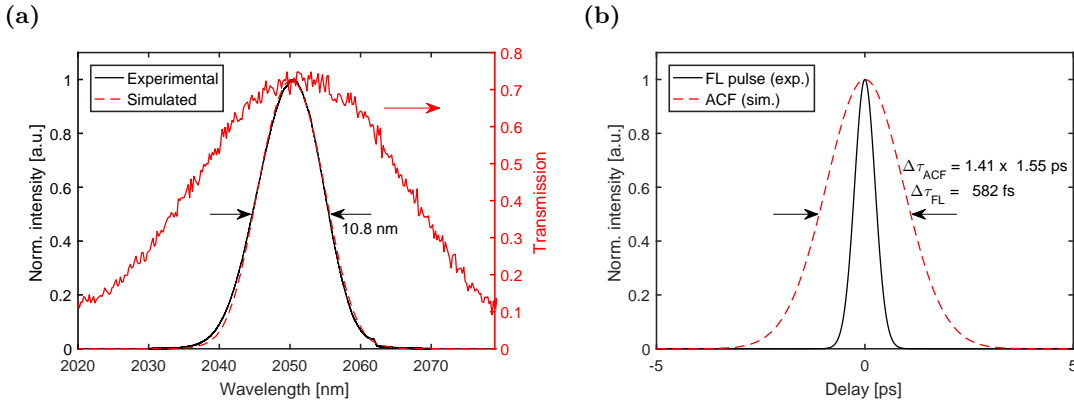 (a)
Experimental
Simulated
10.8 nm
Norm. intensity [a.u.]
0
0.2
0.4
0.6
0.8
1
2020
2030
2040
2050
2060
2070
Wavelength [nm]
0
0.1
0.2
0.3
0.4
0.5
0.6
0.7
0.8
Transmission
(b)
FL pulse (exp.)
ACF (sim.)
Δτ_ACF = 1.41 x 1.55 ps
Δτ_FL = 582 fs
Norm. intensity [a.u.]
0
0.2
0.4
0.6
0.8
1
-5
0
5
Delay [ps]